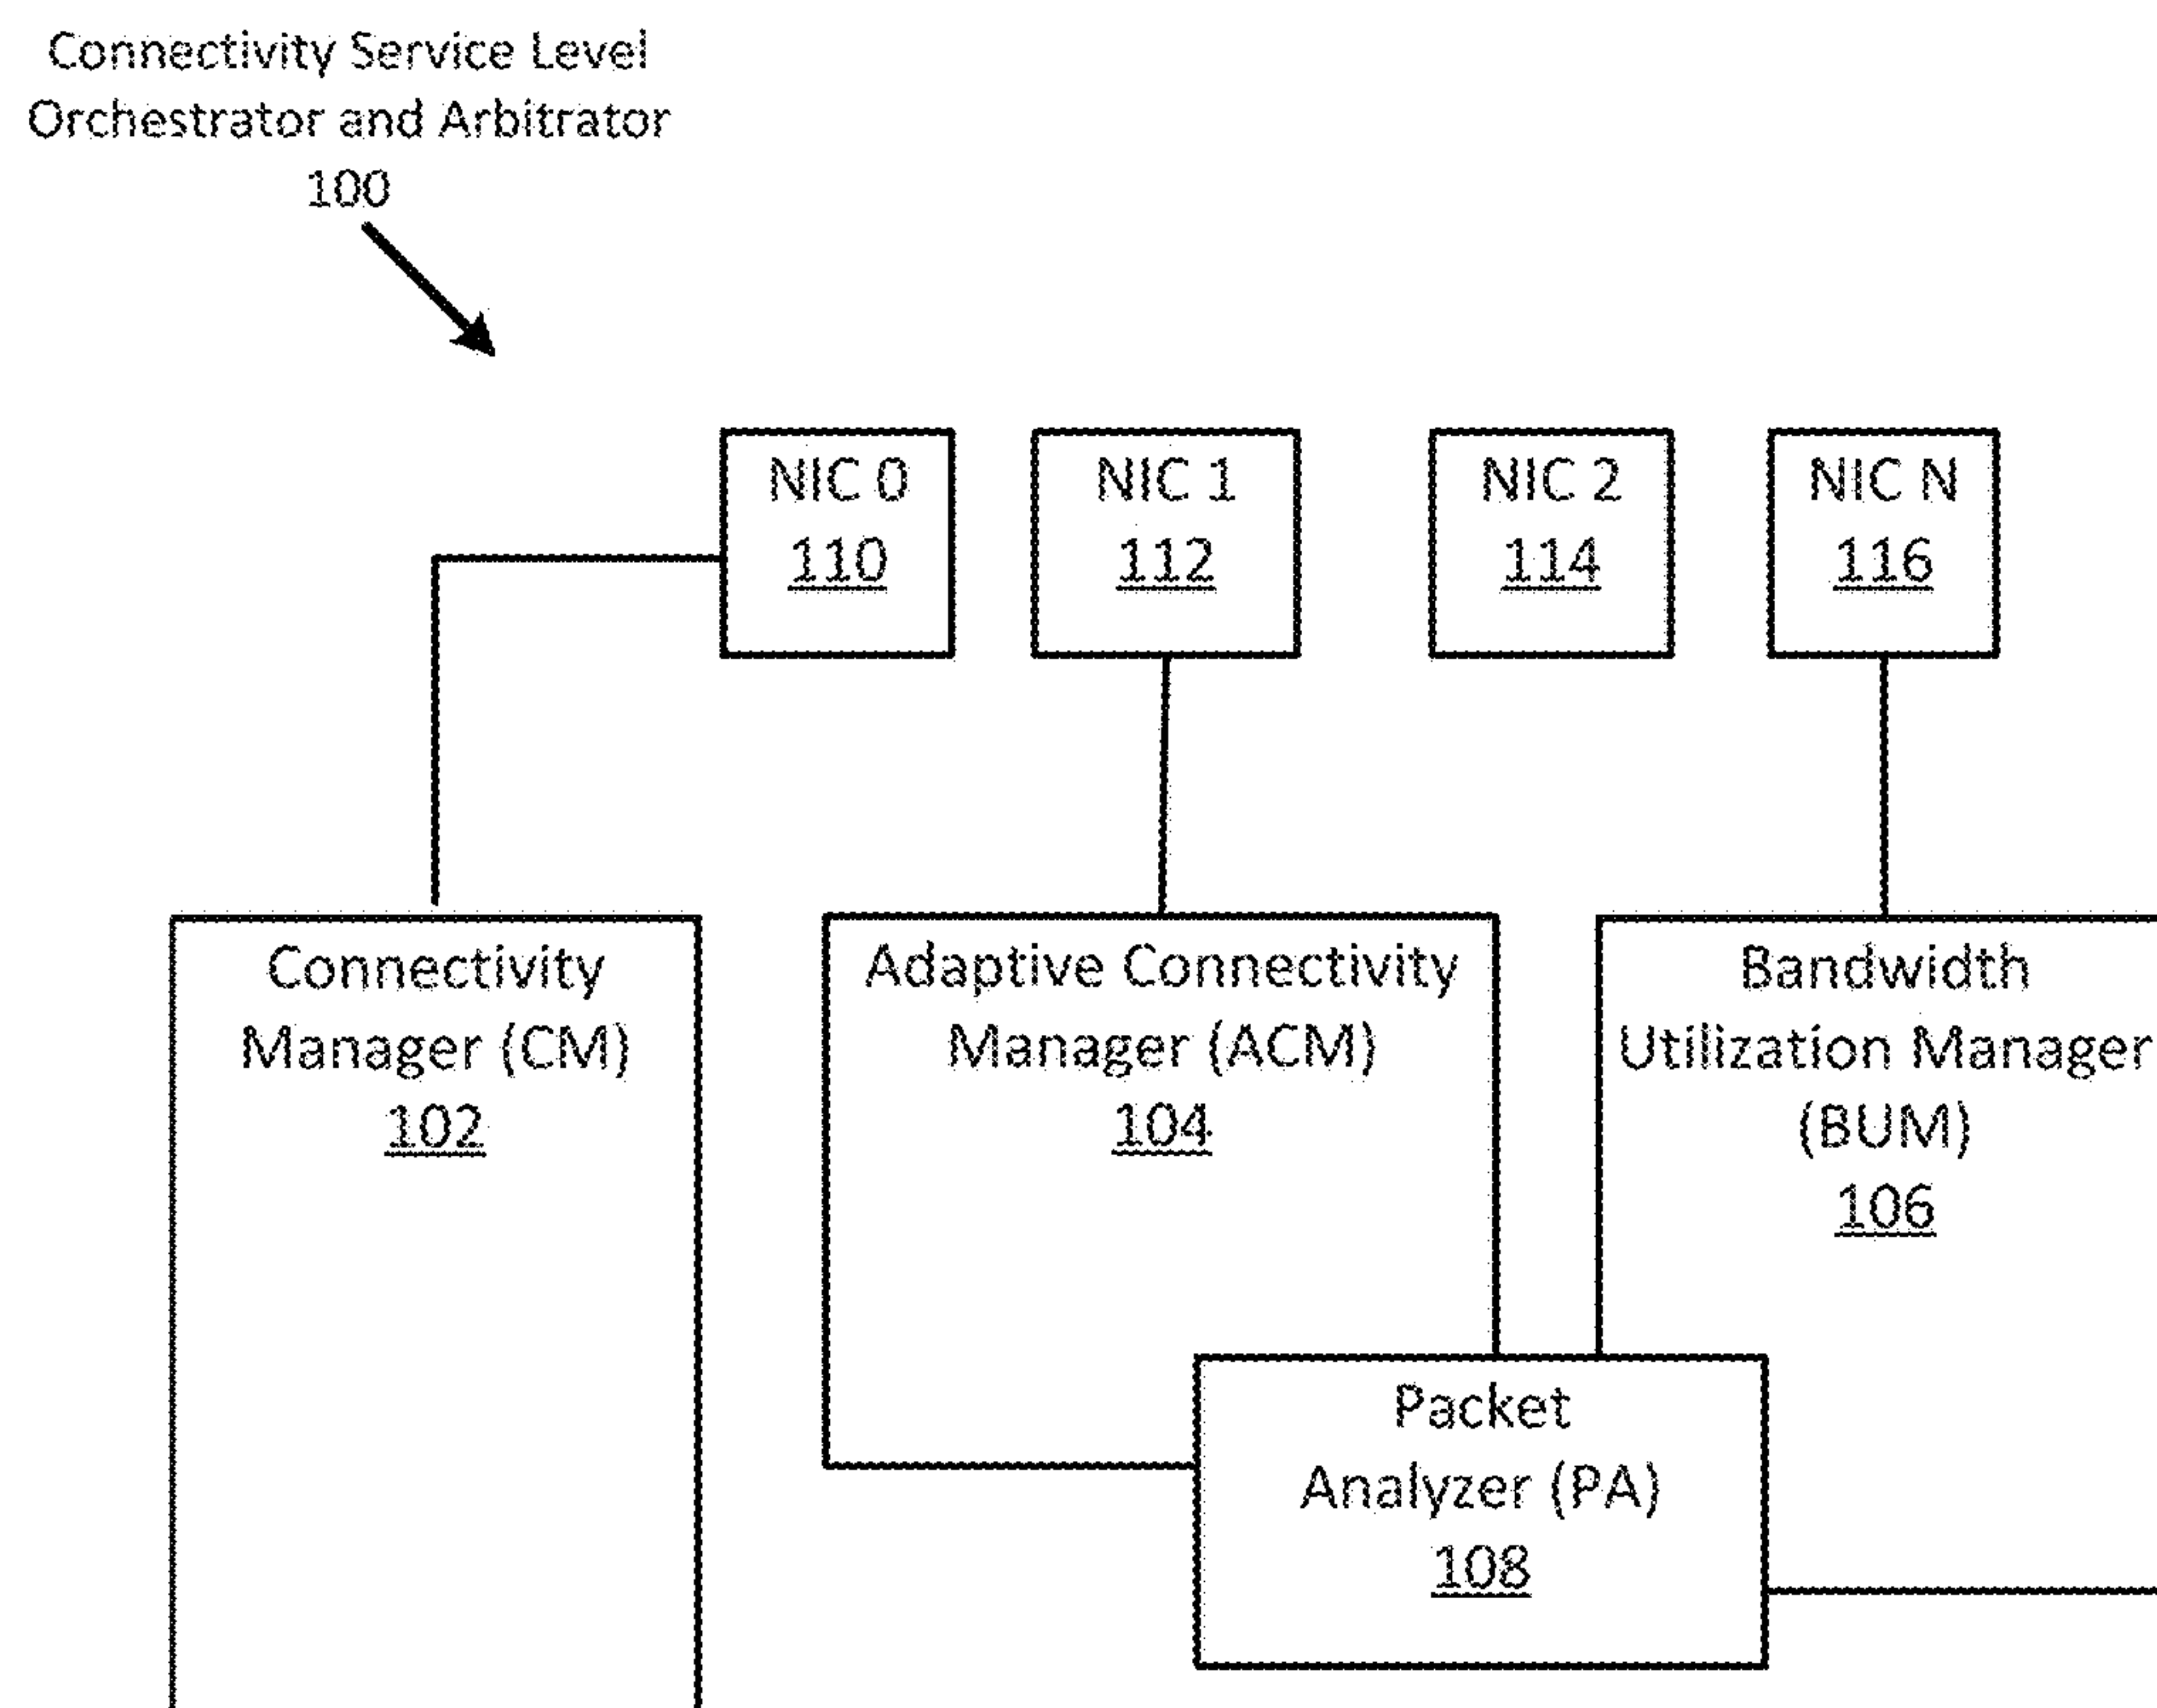 Connectivity Service Level
Orchestrator and Arbitrator
100
NIC 0
110
NIC 1
112
NIC 2
114
NIC N
116
Connectivity
Manager (CM)
102
Adaptive Connectivity
Manager (ACM)
104
Bandwidth
Utilization Manager
(BUM)
106
Packet
Analyzer (PA)
108